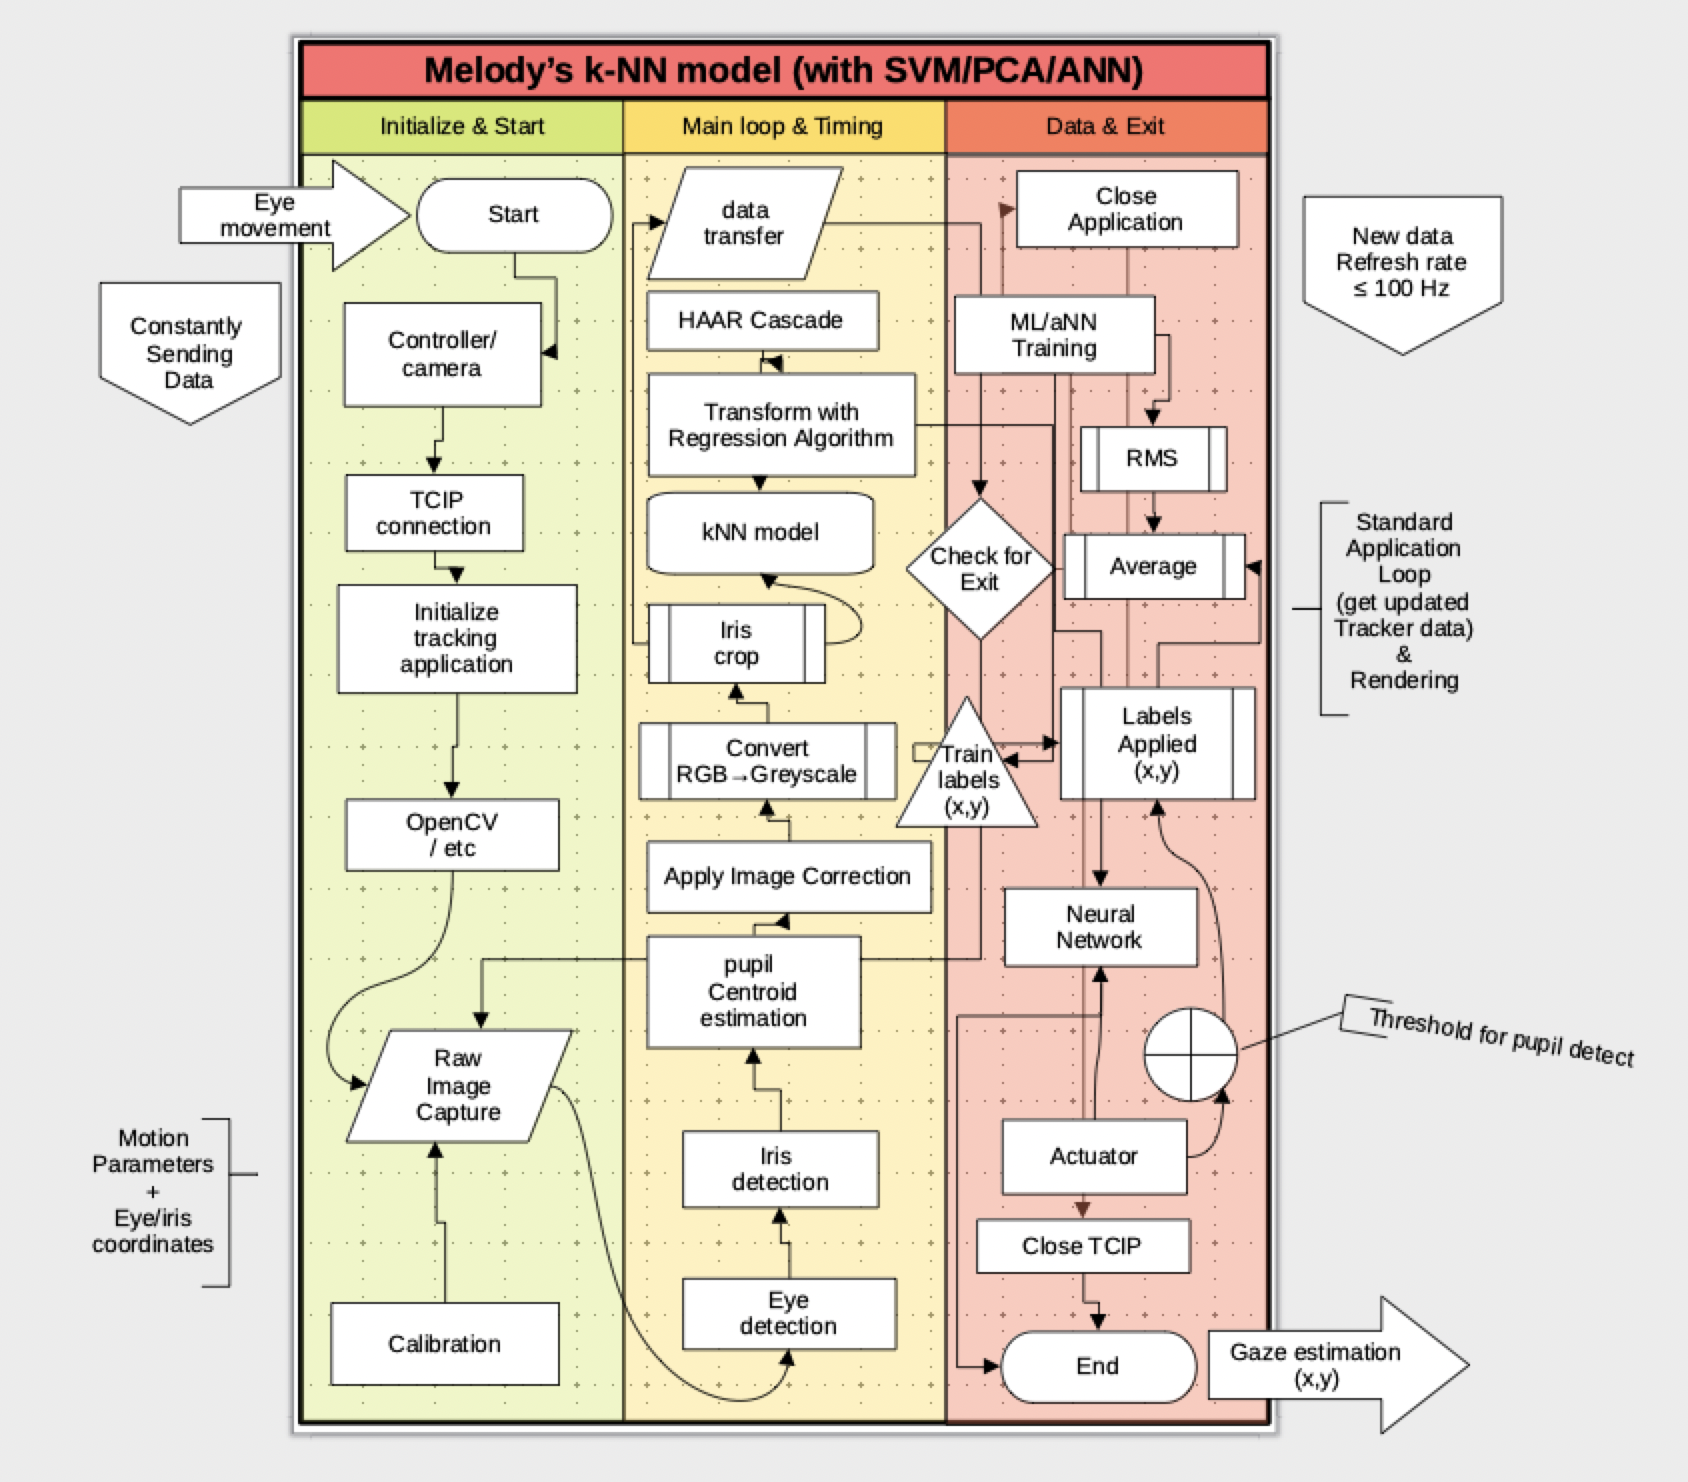 Melody’s k-NN model (with SVM/PCA/ANN)
Initialize & Start
Main loop & Timing
Data & Exit
Eye
movement
Start
Constantly
Sending
Data
Controller/
camera
TCIP
connection
Initialize
tracking
application
OpenCV
/ etc
Raw
Image
Capture
Motion
Parameters
+
Eye/iris
coordinates
Calibration
data
transfer
HAAR Cascade
Transform with
Regression Algorithm
kNN model
Iris
crop
Convert
RGB→Greyscale
Apply Image Correction
pupil
Centroid
estimation
Iris
detection
Eye
detection
Close
Application
ML/aNN
Training
RMS
Check for
Exit
Average
Train
labels
(x,y)
Labels
Applied
(x,y)
Neural
Network
Actuator
Close TCIP
End
New data
Refresh rate
≤ 100 Hz
Standard
Application
Loop
(get updated
Tracker data)
&
Rendering
Threshold for pupil detect
Gaze estimation
(x,y)